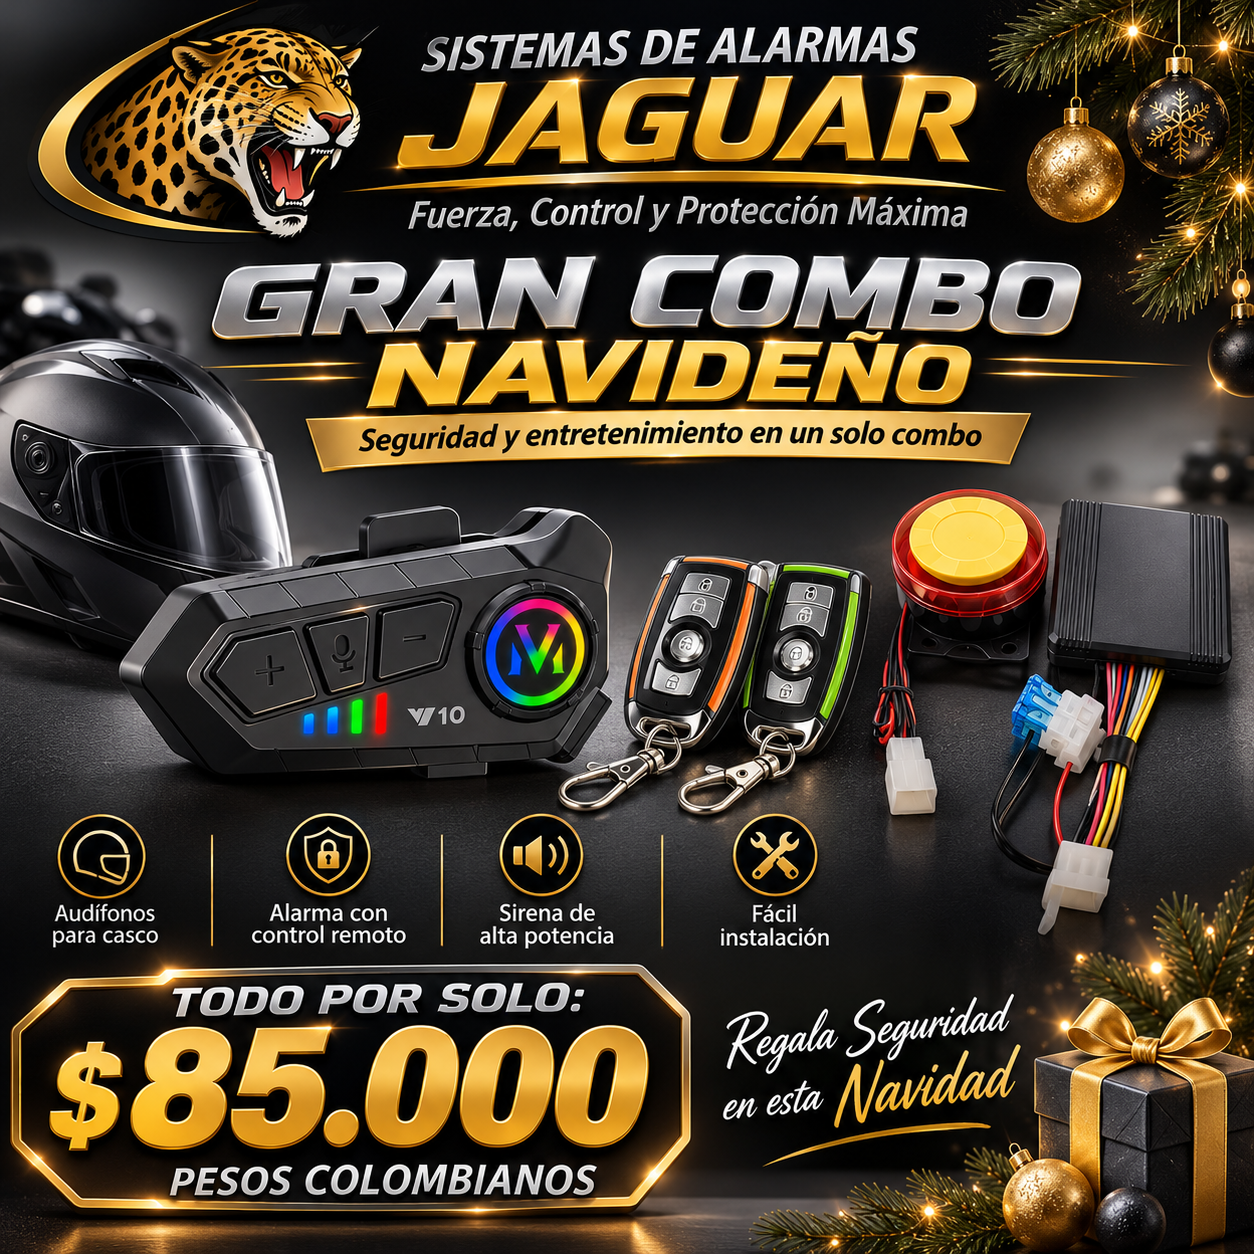 SISTEMAS DE ALARMAS
JAGUAR
Fuerza, Control y Protección Máxima
GRAN COMBO
NAVIDEÑO
Seguridad y entretenimiento en un solo combo
M
10
Audífonos
para casco
Alarma con
control remoto
Sirena de
alta potencia
Fácil
instalación
TODO POR SOLO:
$85.000
PESOS COLOMBIANOS
Regala Seguridad
en esta Navidad